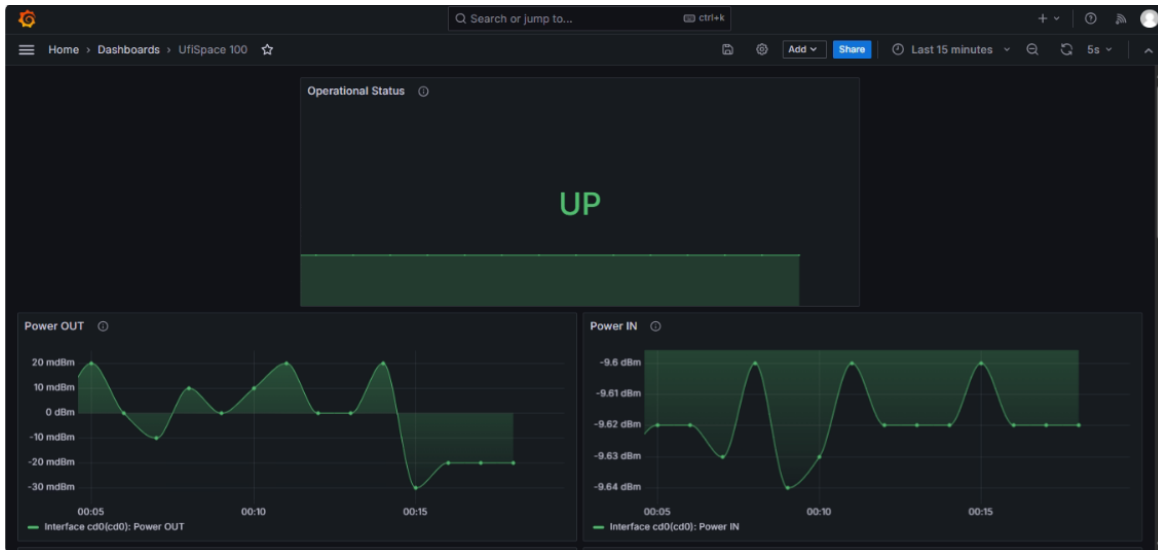 Search or jump to... ctrl+k
Home › Dashboards › UfiSpace 100 Add Share Last 15 minutes 5s
Operational Status
UP
Power OUT
20 mdBm
10 mdBm
0 dBm
-10 mdBm
-20 mdBm
-30 mdBm
00:05 00:10 00:15
Interface cd0(cd0): Power OUT
Power IN
-9.6 dBm
-9.61 dBm
-9.62 dBm
-9.63 dBm
-9.64 dBm
00:05 00:10 00:15
Interface cd0(cd0): Power IN